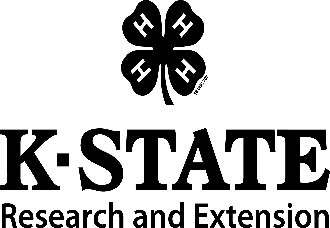 H H
H H
K-STATE
Research and Extension